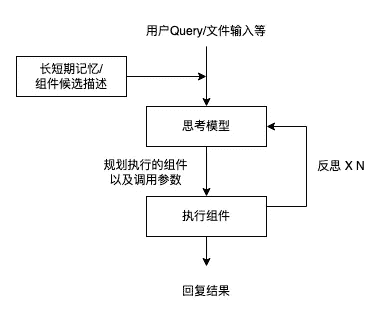 用户Query/文件输入等
长短期记忆/
组件候选描述
思考模型
规划执行的组件
以及调用参数
反思 X N
执行组件
回复结果